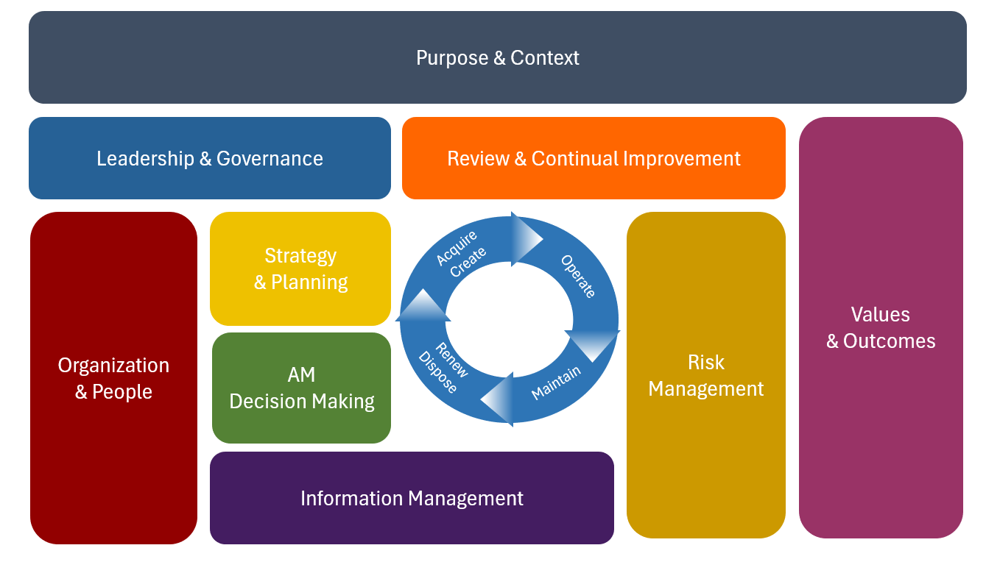 Purpose & Context
Leadership & Governance
Review & Continual Improvement
Organization
& People
Strategy
& Planning
AM
Decision Making
Acquire
Create
Operate
Maintain
Renew
Dispose
Information Management
Risk
Management
Values
& Outcomes